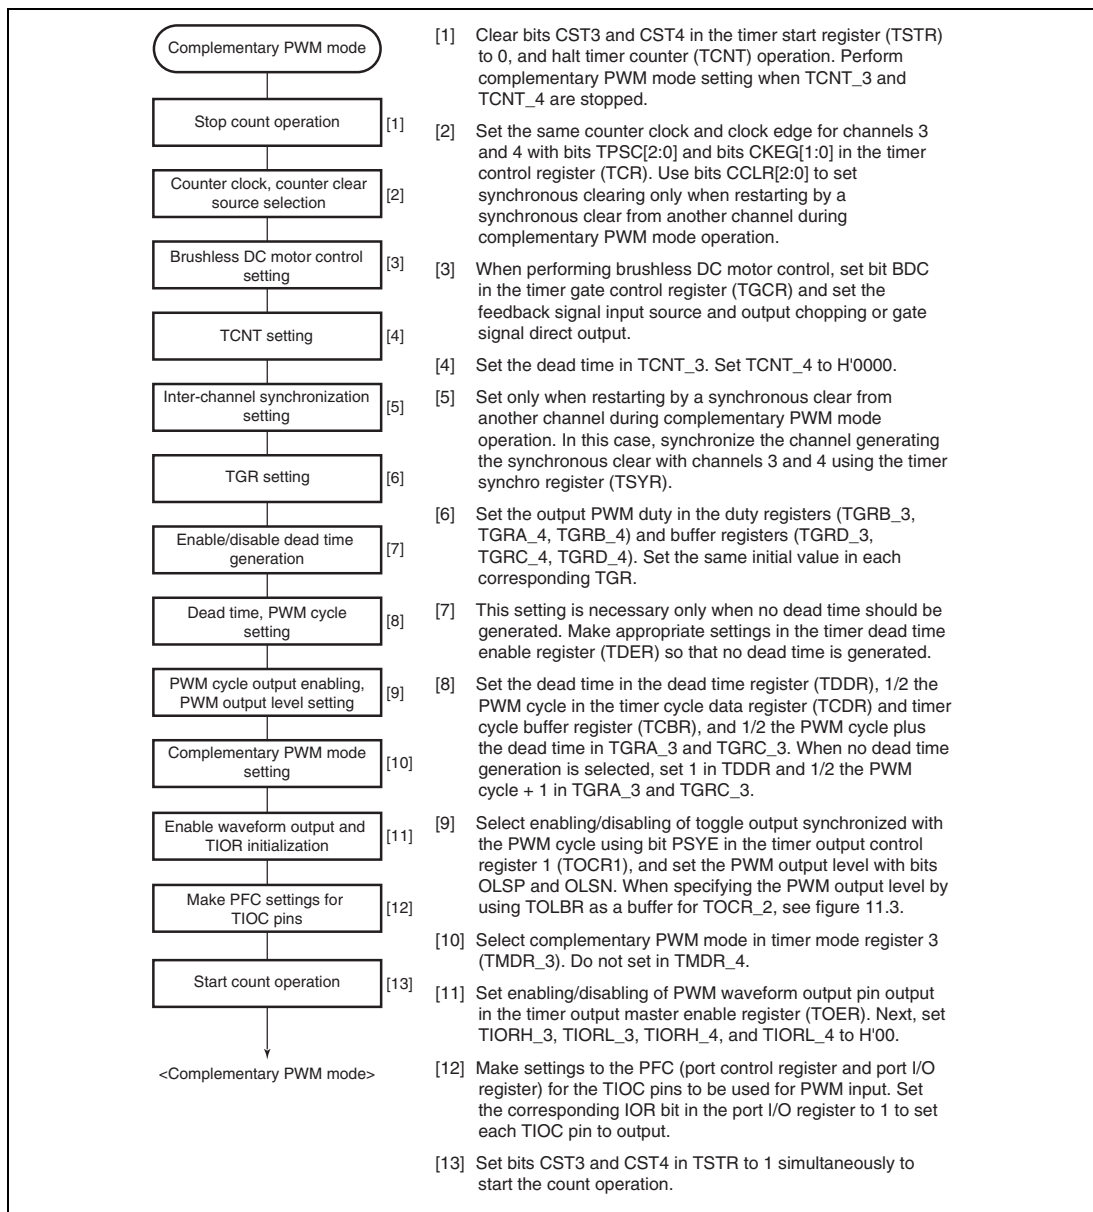 Complementary PWM mode
Stop count operation
[1]
Counter clock, counter clear
source selection
[2]
Brushless DC motor control
setting
[3]
TCNT setting
[4]
Inter-channel synchronization
setting
[5]
TGR setting
[6]
Enable/disable dead time
generation
[7]
Dead time, PWM cycle
setting
[8]
PWM cycle output enabling,
PWM output level setting
[9]
Complementary PWM mode
setting
[10]
Enable waveform output and
TIOR initialization
[11]
Make PFC settings for
TIOC pins
[12]
Start count operation
[13]
<Complementary PWM mode>
[1] Clear bits CST3 and CST4 in the timer start register (TSTR)
to 0, and halt timer counter (TCNT) operation. Perform
complementary PWM mode setting when TCNT_3 and
TCNT_4 are stopped.
[2] Set the same counter clock and clock edge for channels 3
and 4 with bits TPSC[2:0] and bits CKEG[1:0] in the timer
control register (TCR). Use bits CCLR[2:0] to set
synchronous clearing only when restarting by a
synchronous clear from another channel during
complementary PWM mode operation.
[3] When performing brushless DC motor control, set bit BDC
in the timer gate control register (TGCR) and set the
feedback signal input source and output chopping or gate
signal direct output.
[4] Set the dead time in TCNT_3. Set TCNT_4 to H'0000.
[5] Set only when restarting by a synchronous clear from
another channel during complementary PWM mode
operation. In this case, synchronize the channel generating
the synchronous clear with channels 3 and 4 using the timer
synchro register (TSYR).
[6] Set the output PWM duty in the duty registers (TGRB_3,
TGRA_4, TGRB_4) and buffer registers (TGRD_3,
TGRC_4, TGRD_4). Set the same initial value in each
corresponding TGR.
[7] This setting is necessary only when no dead time should be
generated. Make appropriate settings in the timer dead time
enable register (TDER) so that no dead time is generated.
[8] Set the dead time in the dead time register (TDDR), 1/2 the
PWM cycle in the timer cycle data register (TCDR) and timer
cycle buffer register (TCBR), and 1/2 the PWM cycle plus
the dead time in TGRA_3 and TGRC_3. When no dead time
generation is selected, set 1 in TDDR and 1/2 the PWM
cycle + 1 in TGRA_3 and TGRC_3.
[9] Select enabling/disabling of toggle output synchronized with
the PWM cycle using bit PSYE in the timer output control
register 1 (TOCR1), and set the PWM output level with bits
OLSP and OLSN. When specifying the PWM output level by
using TOLBR as a buffer for TOCR_2, see figure 11.3.
[10] Select complementary PWM mode in timer mode register 3
(TMDR_3). Do not set in TMDR_4.
[11] Set enabling/disabling of PWM waveform output pin output
in the timer output master enable register (TOER). Next, set
TIORH_3, TIORL_3, TIORH_4, and TIORL_4 to H'00.
[12] Make settings to the PFC (port control register and port I/O
register) for the TIOC pins to be used for PWM input. Set
the corresponding IOR bit in the port I/O register to 1 to set
each TIOC pin to output.
[13] Set bits CST3 and CST4 in TSTR to 1 simultaneously to
start the count operation.